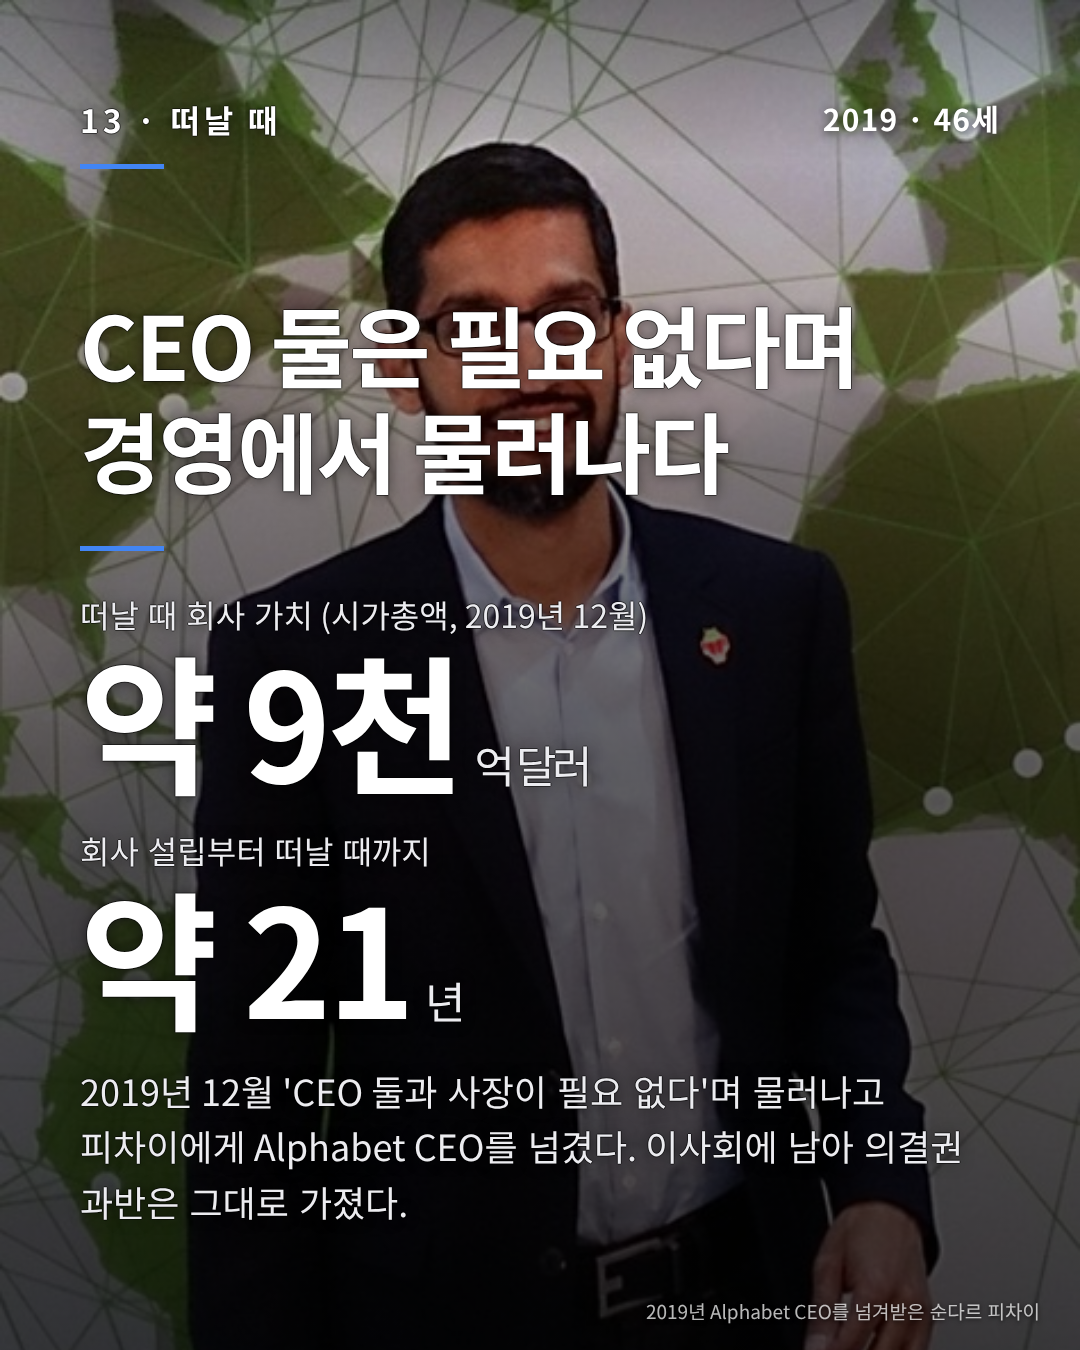 13 · 떠날 때
2019 · 46세
CEO 둘은 필요 없다며
경영에서 물러나다
떠날 때 회사 가치 (시가총액, 2019년 12월)
약 9천 억달러
회사 설립부터 떠날 때까지
약 21 년
2019년 12월 'CEO 둘과 사장이 필요 없다'며 물러나고
피차이에게 Alphabet CEO를 넘겼다. 이사회에 남아 의결권
과반은 그대로 가졌다.
2019년 Alphabet CEO를 넘겨받은 순다르 피차이